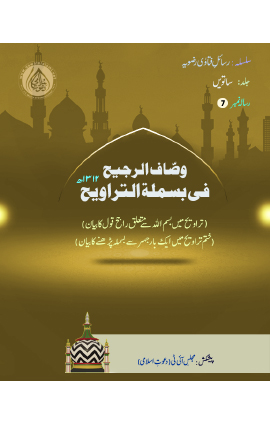 سلسلہ: رسائلِ فتاویٰ رضویہ
جلد: ساتویں
رسالہ نمبر 7
وصّاف الرجیح
فی بسملۃ التراویح
۱۳۱۲ھ
(تراویح میں بسم اللہ سے متعلق راجح قول کا بیان)
(ختم تراویح میں ایک بار جہر سے بسملہ پڑھنے کا بیان)
پیشکش: مجلس آئی ٹی (دعوتِ اسلامی)